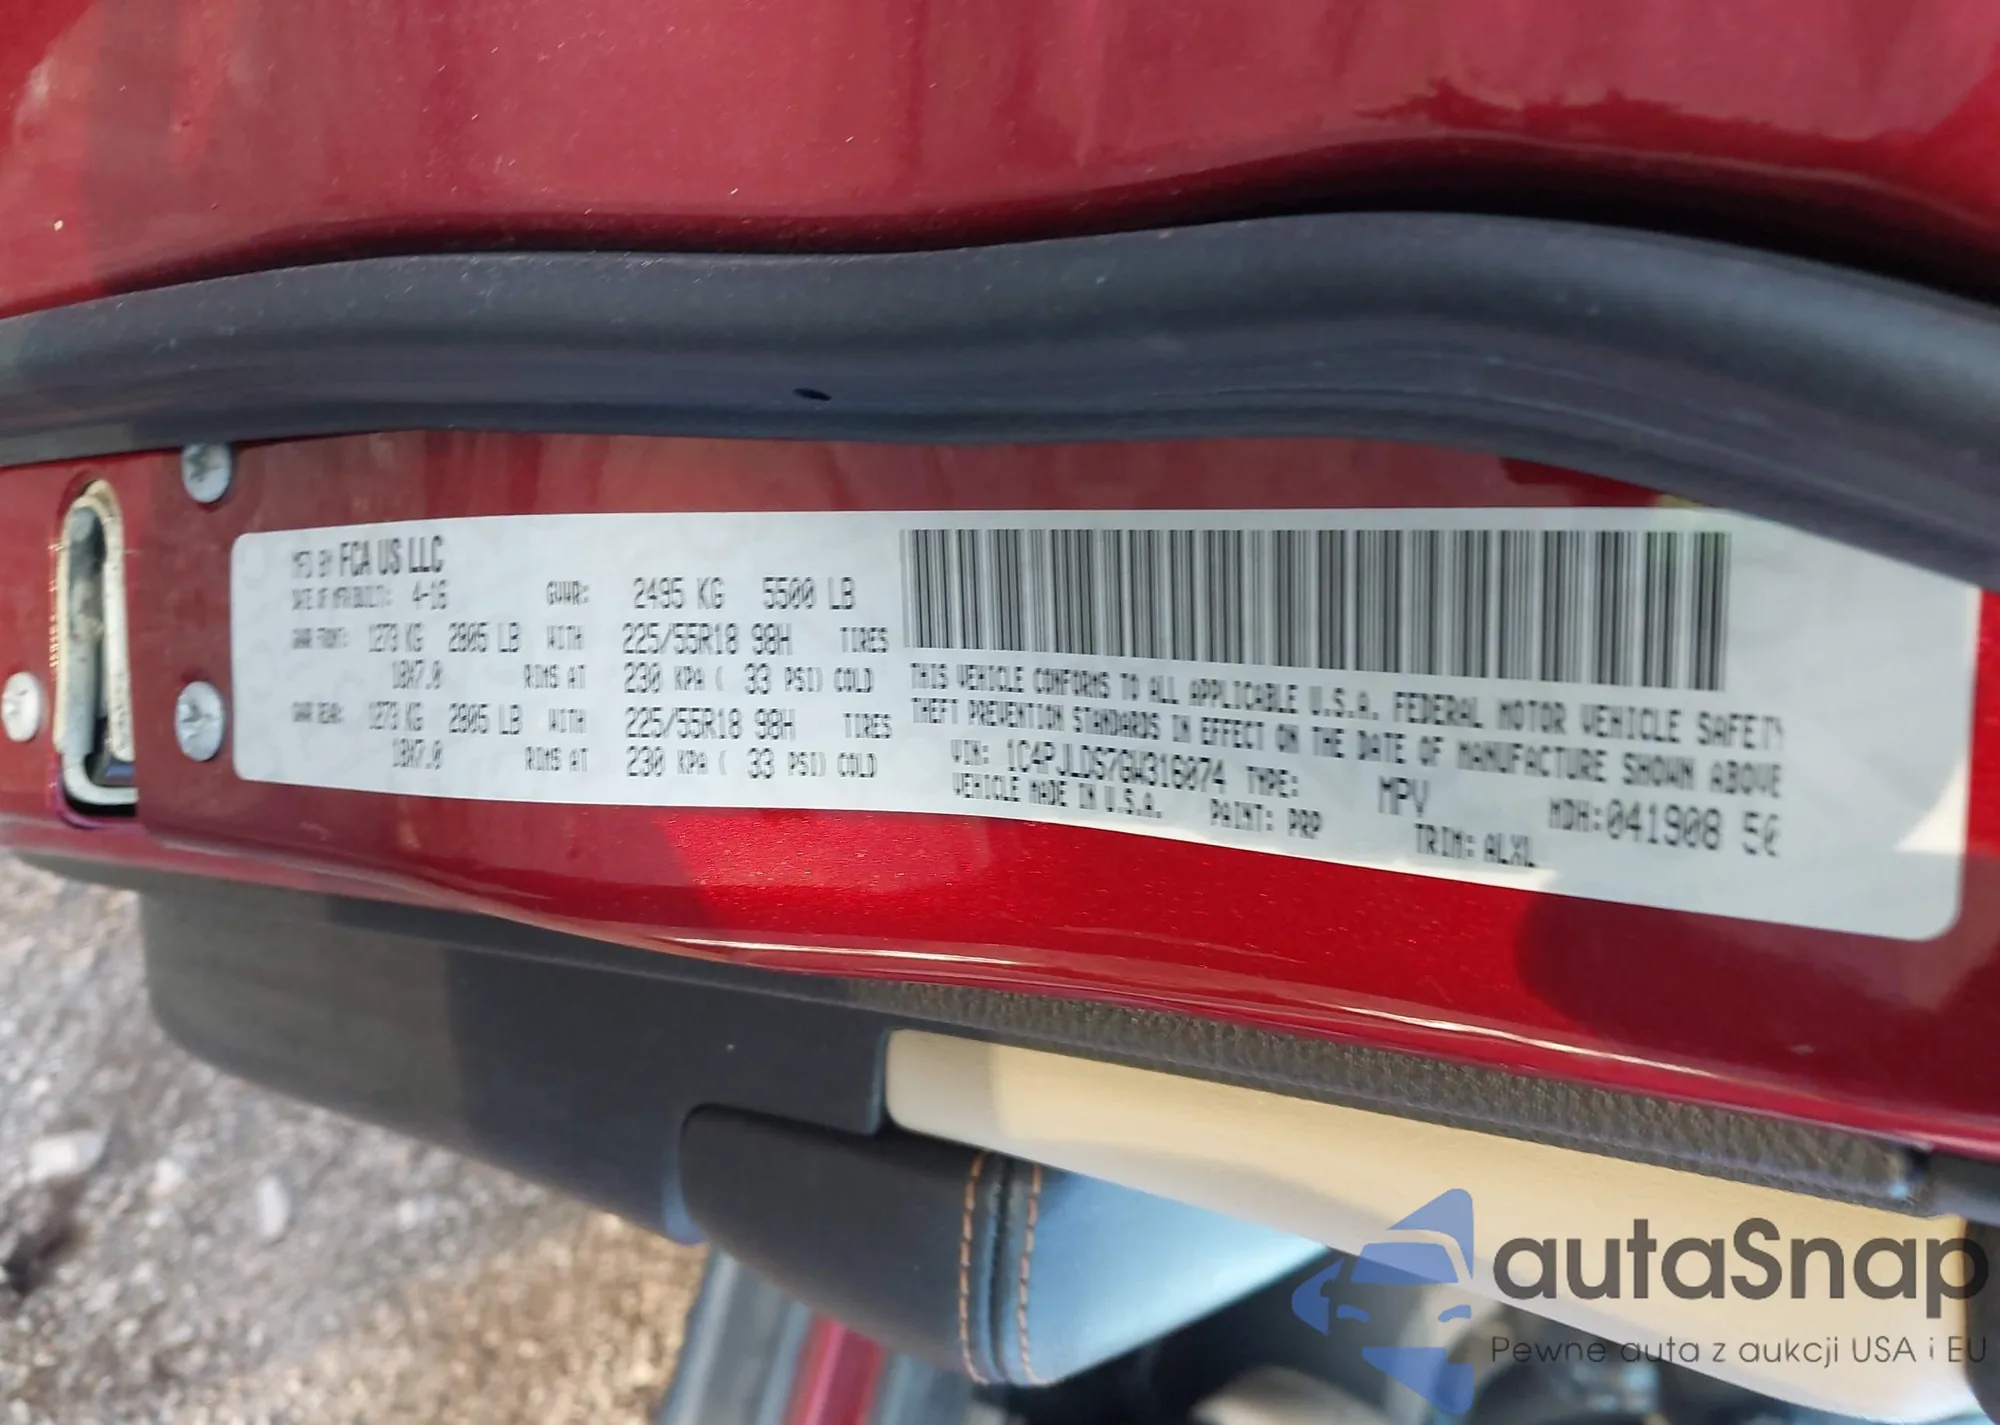 MFD BY FCA US LLC
DATE OF MFR/BUILT: 4-16 GVWR: 2495 KG 5500 LB
GAWR FRONT: 1273 KG 2805 LB WITH 225/55R18 98H TIRES
18X7.0 RIMS AT 230 KPA ( 33 PSI) COLD
GAWR REAR: 1273 KG 2805 LB WITH 225/55R18 98H TIRES
18X7.0 RIMS AT 230 KPA ( 33 PSI) COLD
THIS VEHICLE CONFORMS TO ALL APPLICABLE U.S.A. FEDERAL MOTOR VEHICLE SAFETY
THEFT PREVENTION STANDARDS IN EFFECT ON THE DATE OF MANUFACTURE SHOWN ABOVE
VIN: 1C4PJLDS7GW316074 TYPE: MPV MDH:041908 50
VEHICLE MADE IN U.S.A. PAINT: PRP TRIM: ALXL
autaSnap
Pewne auta z aukcji USA i EU